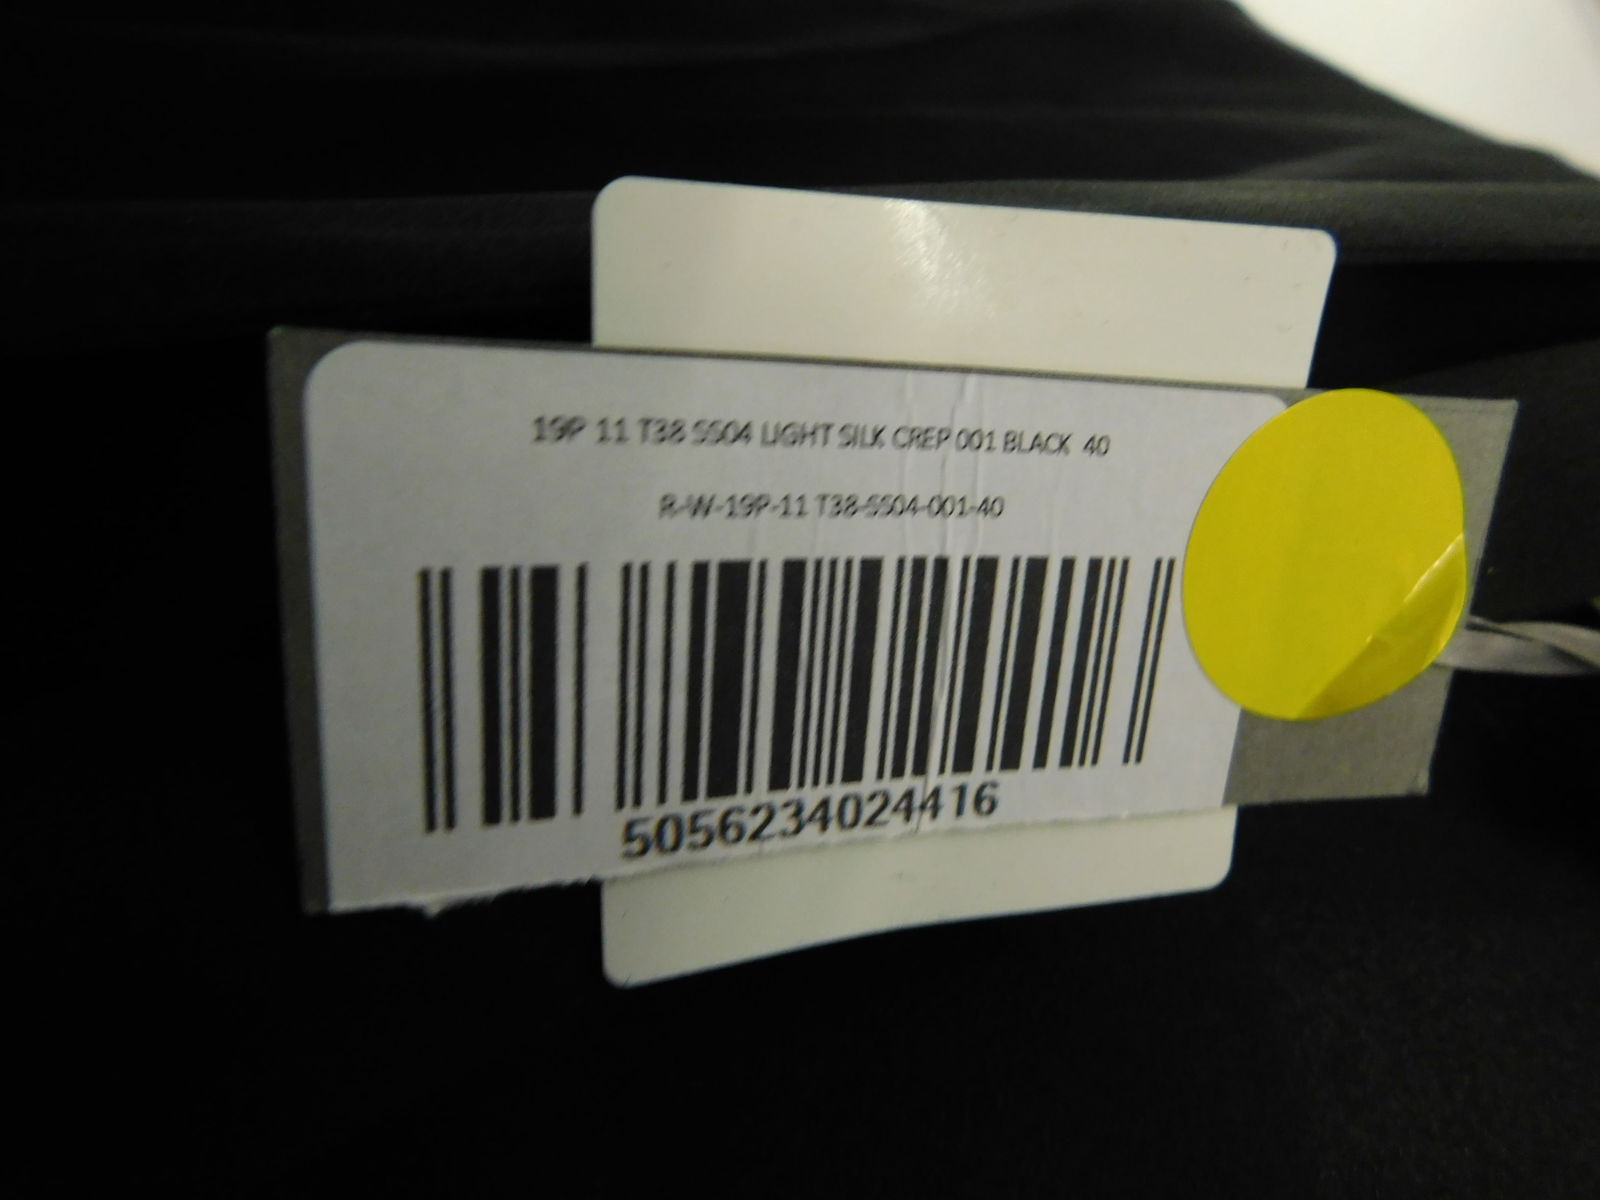 19P 11 T38 SS04 LIGHT SILK CREP 001 BLACK 40
R-W-19P-11 T38-SS04-001-40
5056234024416